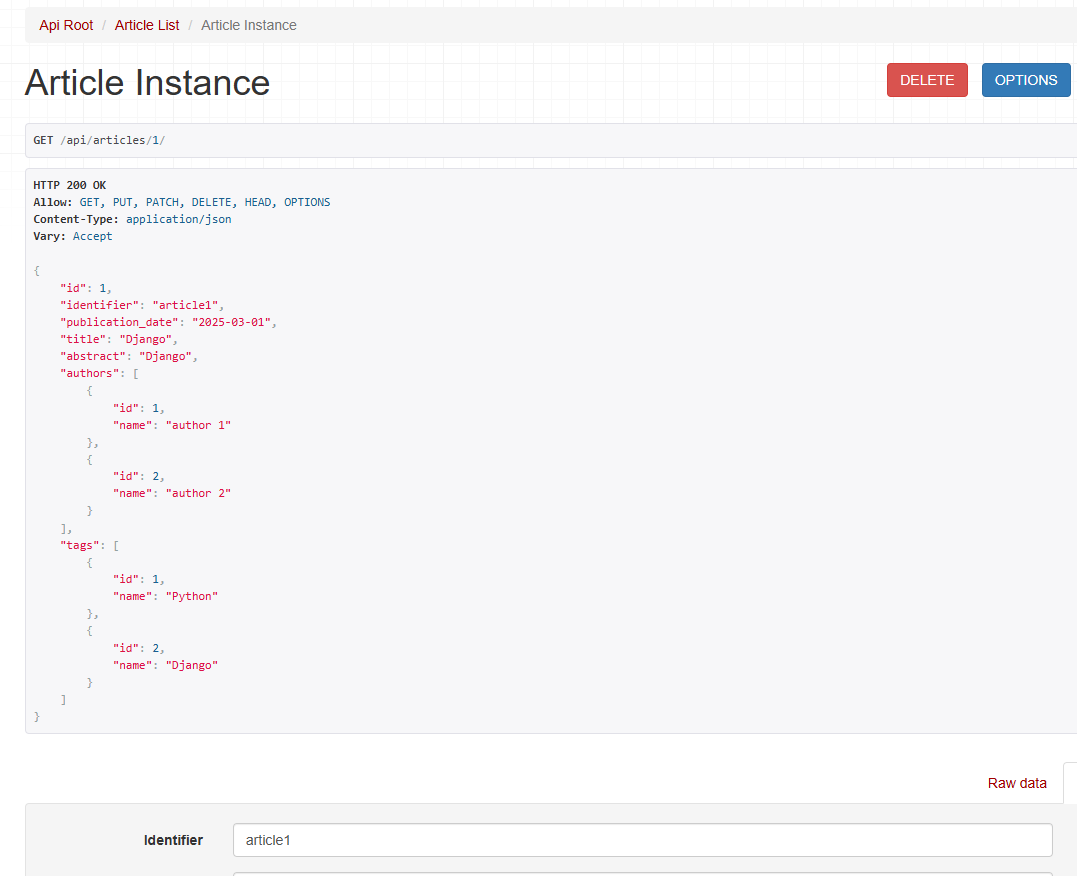 Api Root / Article List / Article Instance
Article Instance
DELETE OPTIONS
GET /api/articles/1/
HTTP 200 OK
Allow: GET, PUT, PATCH, DELETE, HEAD, OPTIONS
Content-Type: application/json
Vary: Accept
{
    "id": 1,
    "identifier": "article1",
    "publication_date": "2025-03-01",
    "title": "Django",
    "abstract": "Django",
    "authors": [
        {
            "id": 1,
            "name": "author 1"
        },
        {
            "id": 2,
            "name": "author 2"
        }
    ],
    "tags": [
        {
            "id": 1,
            "name": "Python"
        },
        {
            "id": 2,
            "name": "Django"
        }
    ]
}
Raw data
Identifier article1